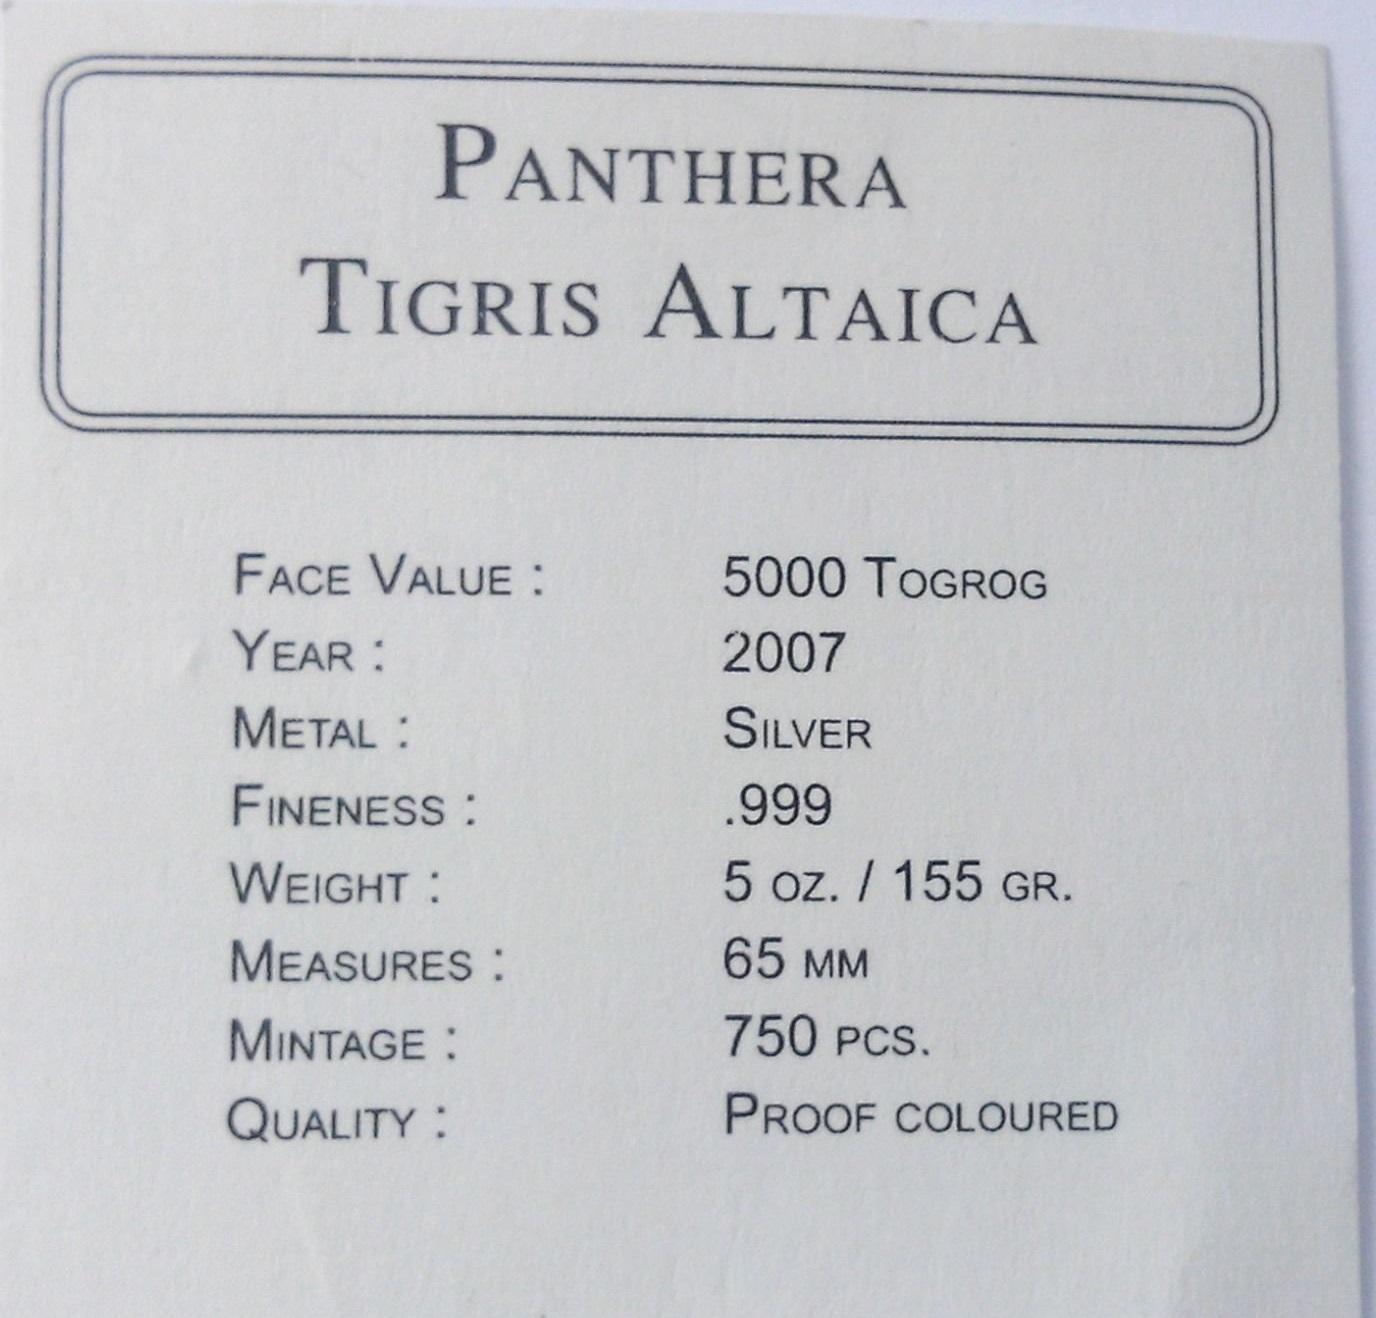 PANTHERA
TIGRIS ALTAICA
FACE VALUE : 5000 TOGROG
YEAR : 2007
METAL : SILVER
FINENESS : .999
WEIGHT : 5 OZ. / 155 GR.
MEASURES : 65 MM
MINTAGE : 750 PCS.
QUALITY : PROOF COLOURED